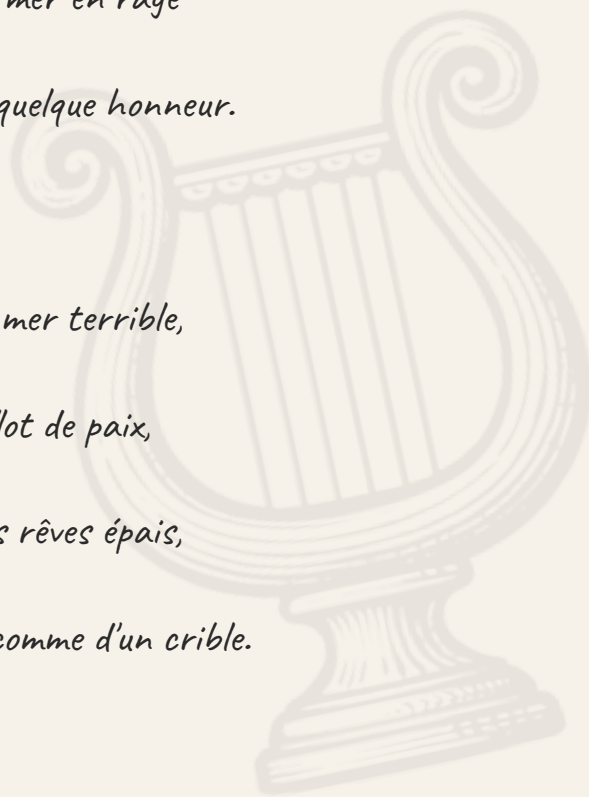 mer en rage
quelque honneur.
mer terrible,
lot de paix,
s rêves épais,
comme d'un crible.